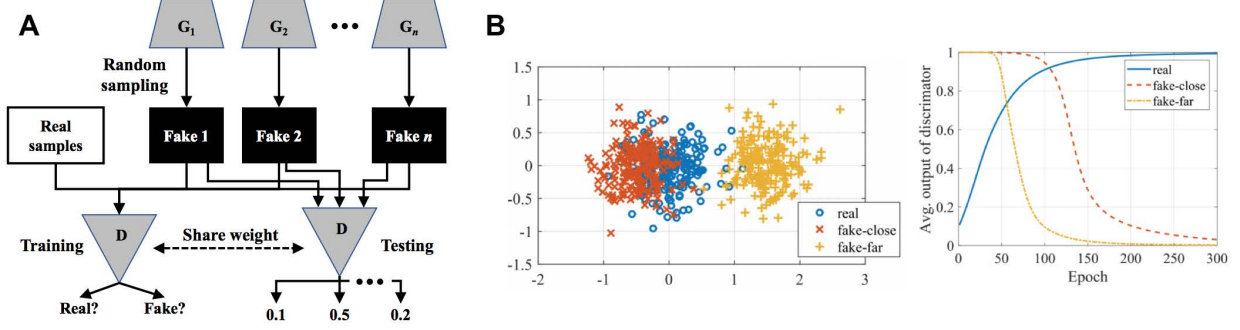 A
G1
G2
•••
Gn
Random
sampling
Real
samples
Fake 1
Fake 2
Fake n
D
D
Training
Share weight
Testing
•••
Real?
Fake?
0.1
0.5
0.2
B
1.5
1
0.5
0
-0.5
-1
-1.5
-2
-1
0
1
2
3
real
fake-close
fake-far
Avg. output of discrimator
1
0.8
0.6
0.4
0.2
0
0
50
100
150
200
250
300
Epoch
real
fake-close
fake-far